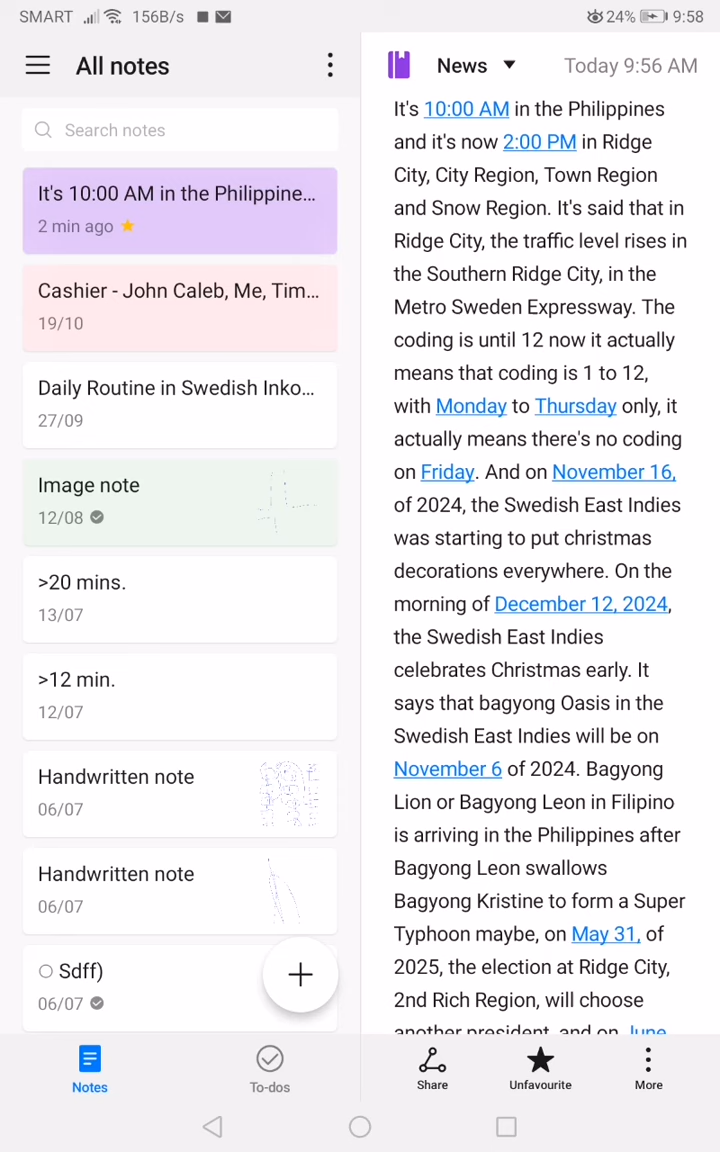 SMART 156B/s 24% 9:58
All notes
Search notes
It's 10:00 AM in the Philippine...
2 min ago
Cashier - John Caleb, Me, Tim...
19/10
Daily Routine in Swedish Inko...
27/09
Image note
12/08
>20 mins.
13/07
>12 min.
12/07
Handwritten note
06/07
Handwritten note
06/07
Sdff)
06/07
Notes
To-dos
News Today 9:56 AM
It's 10:00 AM in the Philippines
and it's now 2:00 PM in Ridge
City, City Region, Town Region
and Snow Region. It's said that in
Ridge City, the traffic level rises in
the Southern Ridge City, in the
Metro Sweden Expressway. The
coding is until 12 now it actually
means that coding is 1 to 12,
with Monday to Thursday only, it
actually means there's no coding
on Friday. And on November 16,
of 2024, the Swedish East Indies
was starting to put christmas
decorations everywhere. On the
morning of December 12, 2024,
the Swedish East Indies
celebrates Christmas early. It
says that bagyong Oasis in the
Swedish East Indies will be on
November 6 of 2024. Bagyong
Lion or Bagyong Leon in Filipino
is arriving in the Philippines after
Bagyong Leon swallows
Bagyong Kristine to form a Super
Typhoon maybe, on May 31, of
2025, the election at Ridge City,
2nd Rich Region, will choose
another president, and on June
Share
Unfavourite
More